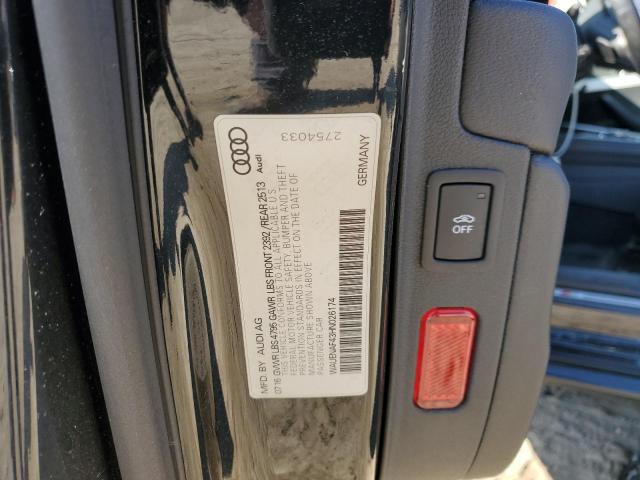 MFD. BY AUDI AG
07/16 GVWR LBS 4795 GAWR LBS FRONT 2392/REAR 2513
THIS VEHICLE CONFORMS TO ALL APPLICABLE U.S.
FEDERAL MOTOR VEHICLE SAFETY, BUMPER AND THEFT
PREVENTION STANDARDS IN EFFECT ON THE DATE OF
MANUFACTURE SHOWN ABOVE
PASSENGER CAR
WAUBNAF43HN026174
GERMANY
Audi
2754033
OFF